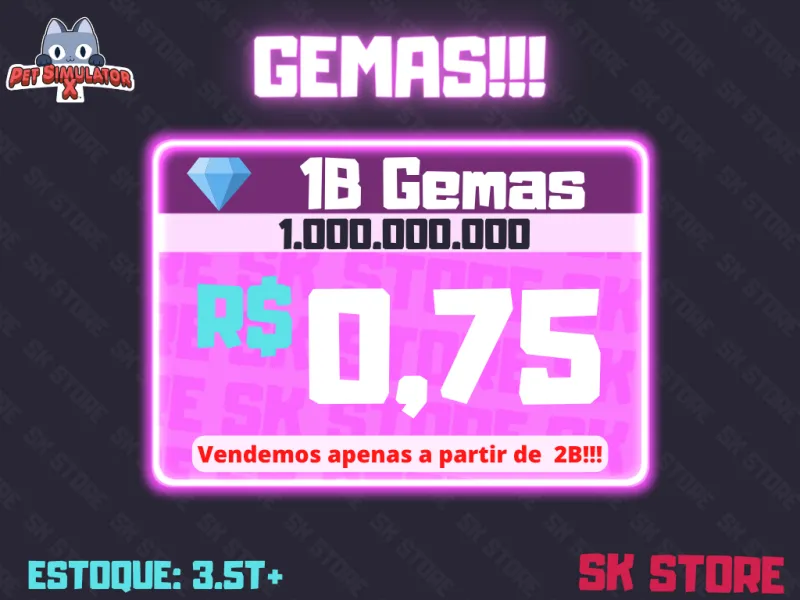 PET SIMULATOR
X
GEMAS!!!
1B Gemas
1.000.000.000
R$ 0,75
Vendemos apenas a partir de 2B!!!
ESTOQUE: 3.5T+
SK STORE